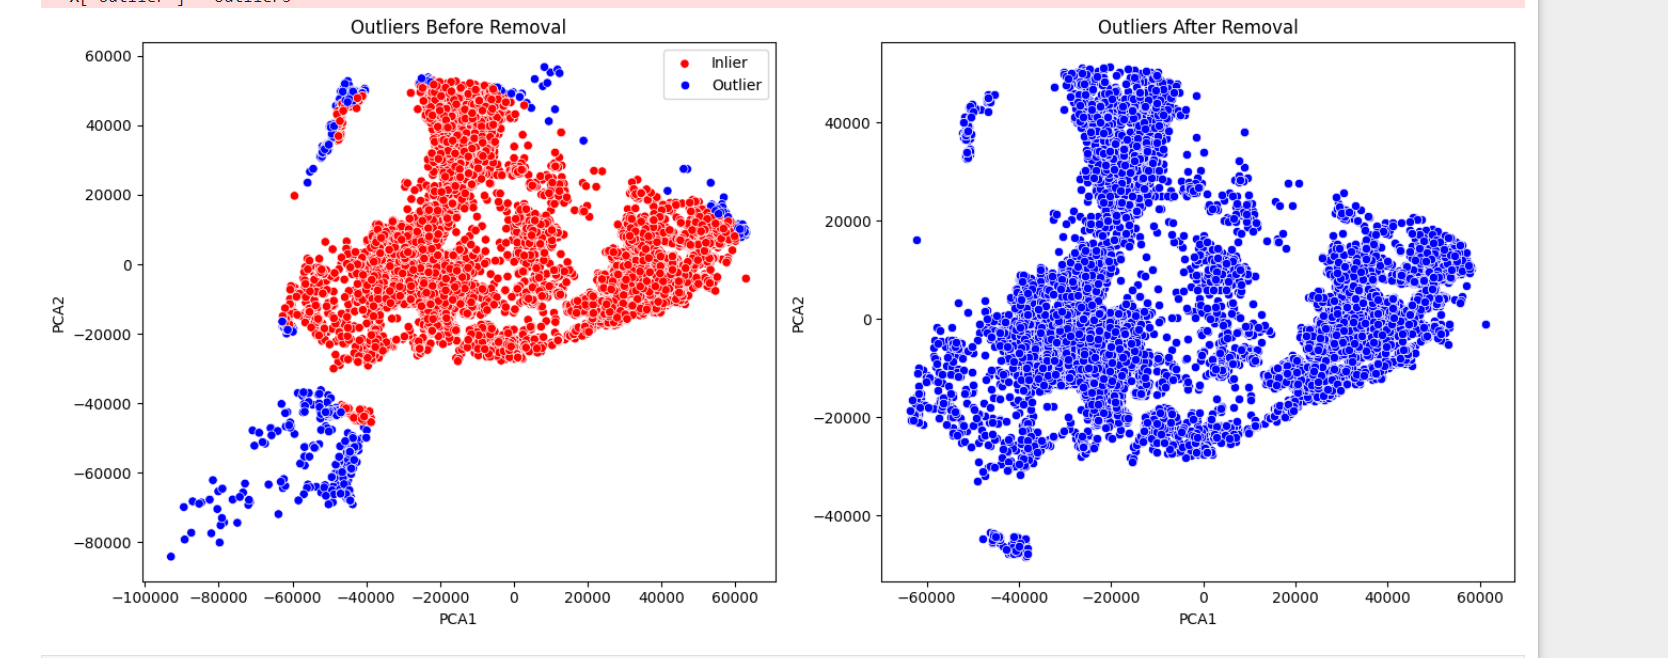 X['Outlier'] = outliers
Outliers Before Removal
60000
40000
20000
0
−20000
−40000
−60000
−80000
PCA2
Inlier
Outlier
−100000 −80000 −60000 −40000 −20000 0 20000 40000 60000
PCA1
Outliers After Removal
40000
20000
0
−20000
−40000
PCA2
−60000 −40000 −20000 0 20000 40000 60000
PCA1